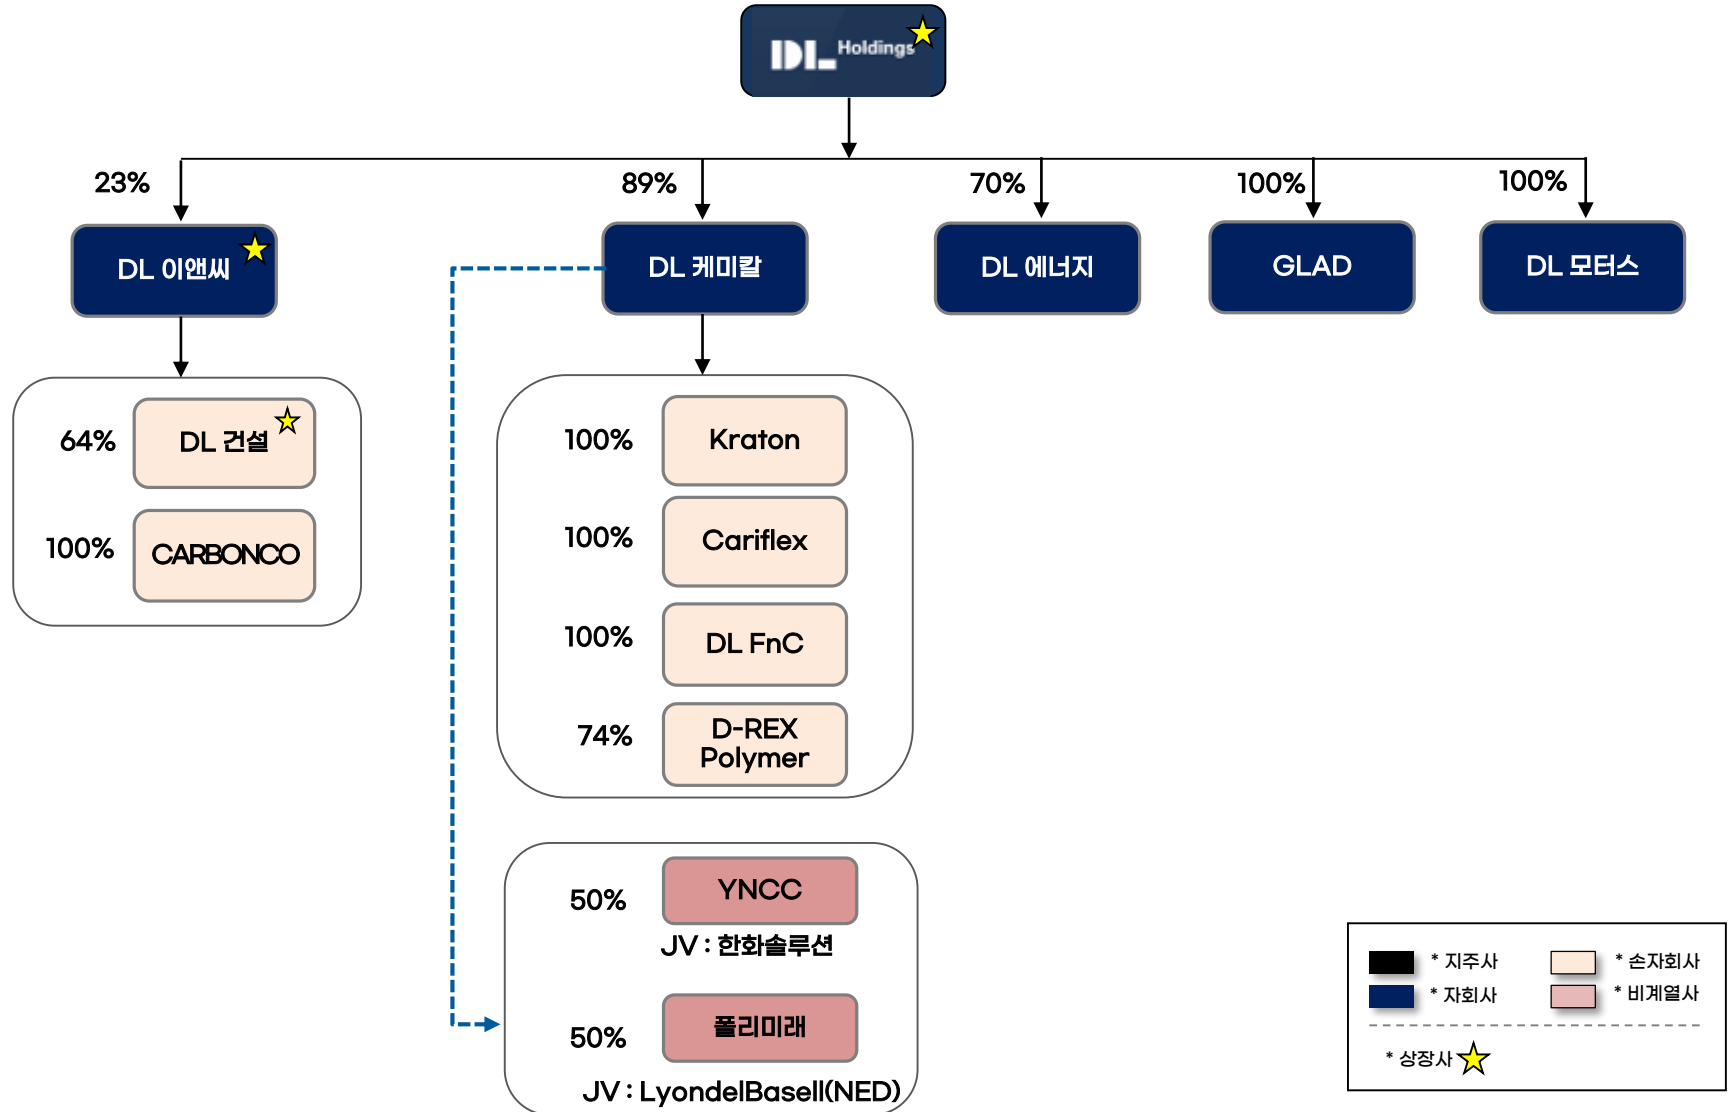 DL Holdings
23%
89%
70%
100%
100%
DL 이앤씨
DL 케미칼
DL 에너지
GLAD
DL 모터스
64%
DL 건설
100%
CARBONCO
100%
Kraton
100%
Cariflex
100%
DL FnC
74%
D-REX
Polymer
50%
YNCC
JV : 한화솔루션
50%
폴리미래
JV : LyondelBasell(NED)
* 지주사
* 손자회사
* 자회사
* 비계열사
* 상장사